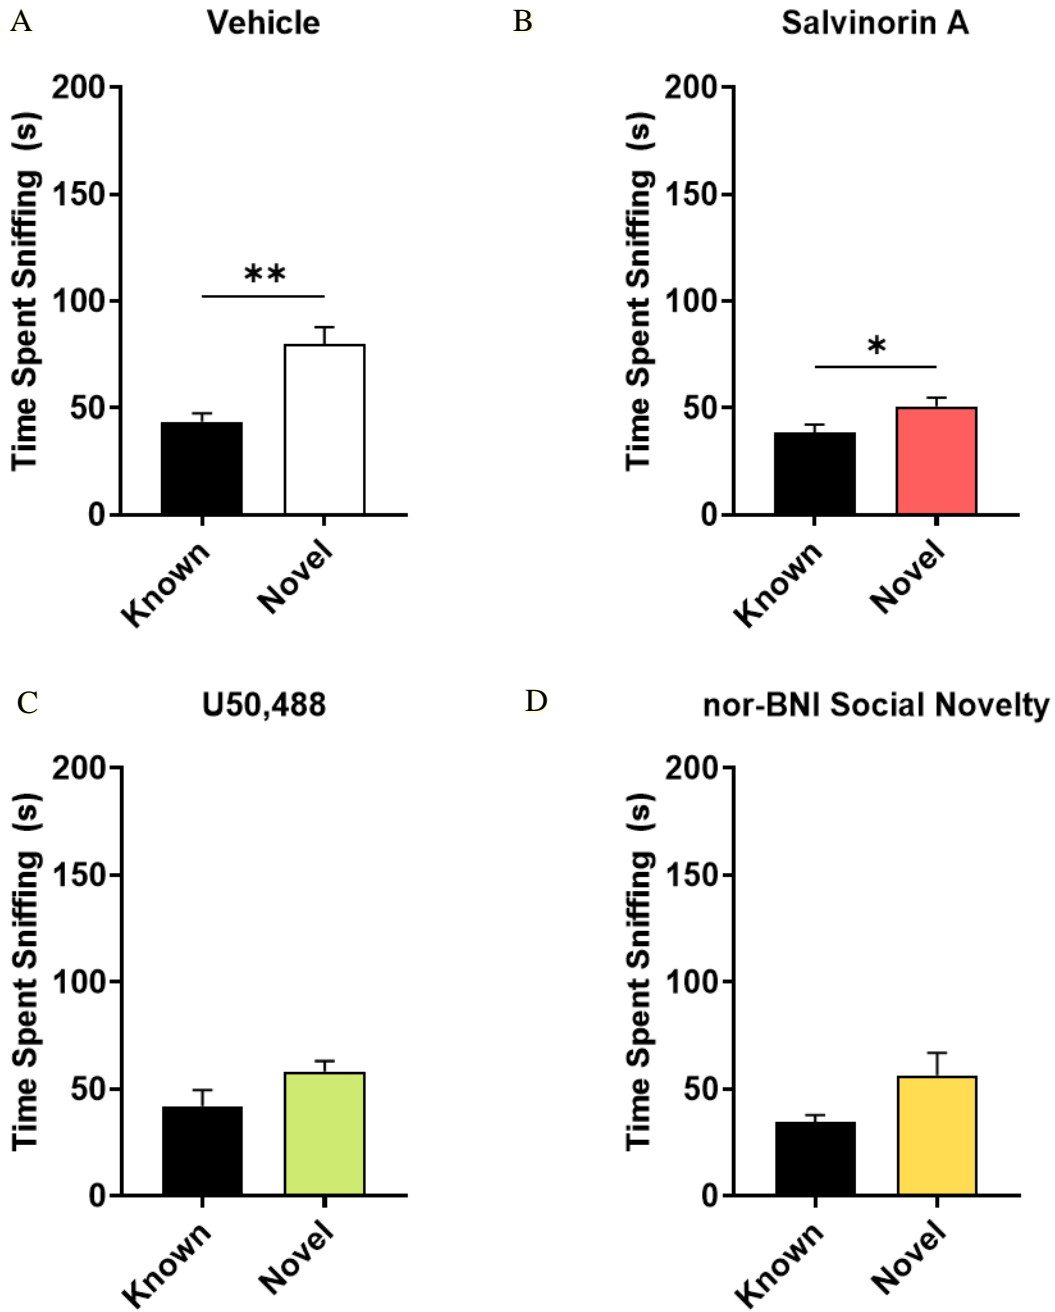 A
Vehicle
Time Spent Sniffing (s)
200
150
100
50
0
**
Known
Novel
B
Salvinorin A
Time Spent Sniffing (s)
200
150
100
50
0
*
Known
Novel
C
U50,488
Time Spent Sniffing (s)
200
150
100
50
0
Known
Novel
D
nor-BNI Social Novelty
Time Spent Sniffing (s)
200
150
100
50
0
Known
Novel